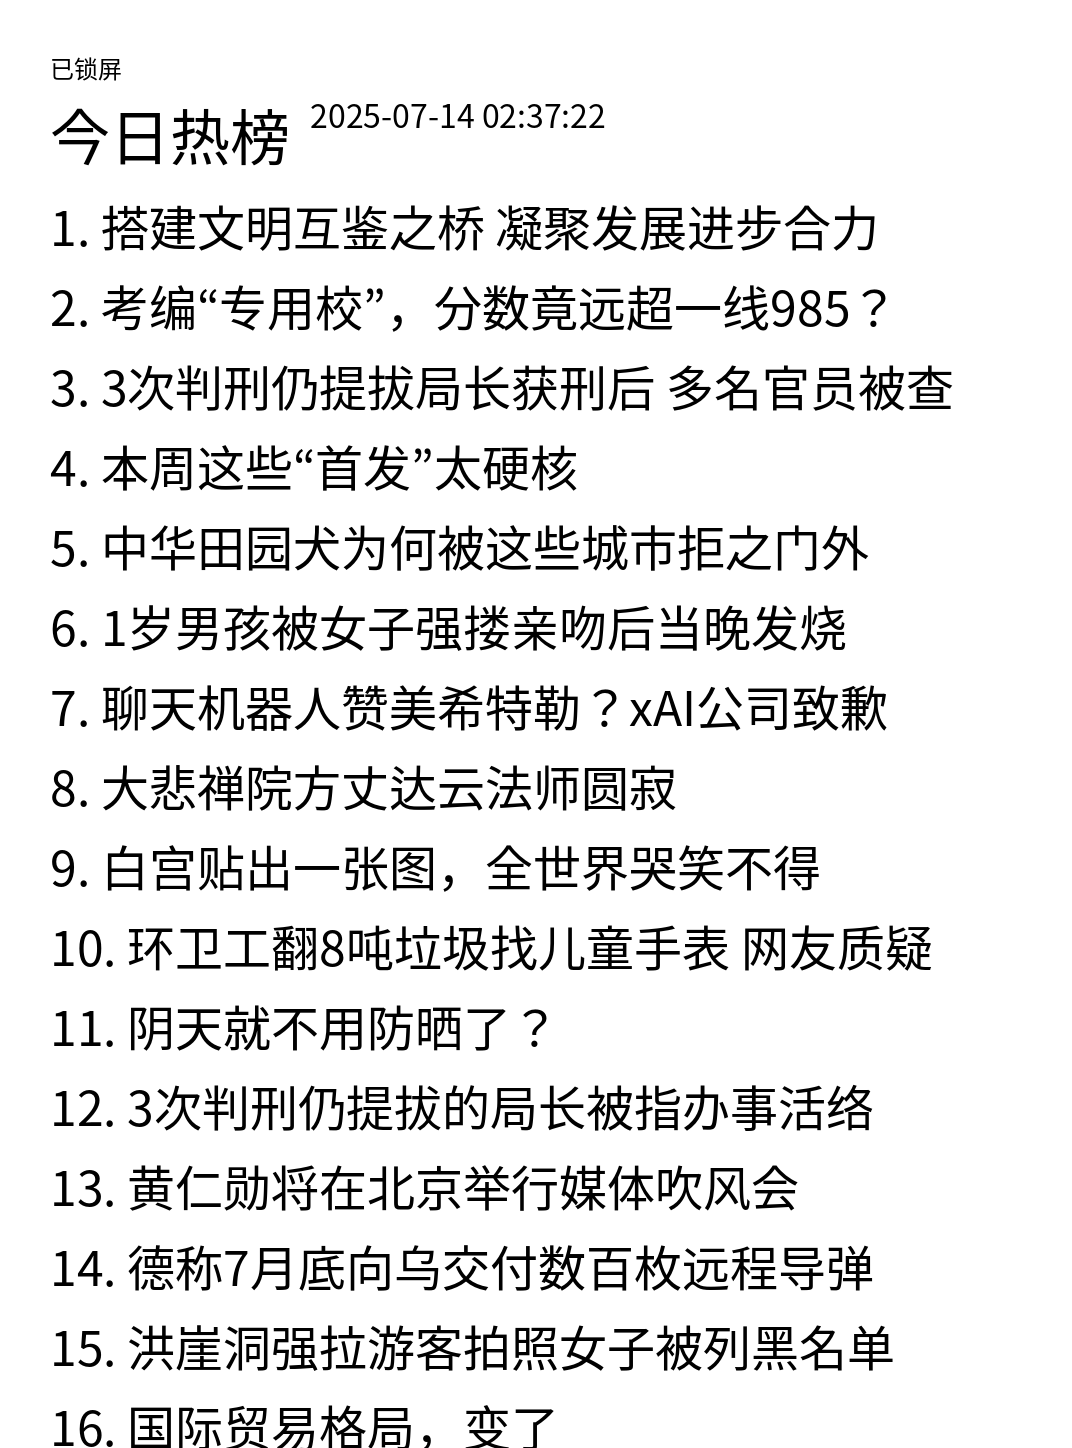 已锁屏
今日热榜 2025-07-14 02:37:22
1. 搭建文明互鉴之桥 凝聚发展进步合力
2. 考编“专用校”，分数竟远超一线985？
3. 3次判刑仍提拔局长获刑后 多名官员被查
4. 本周这些“首发”太硬核
5. 中华田园犬为何被这些城市拒之门外
6. 1岁男孩被女子强搂亲吻后当晚发烧
7. 聊天机器人赞美希特勒？xAI公司致歉
8. 大悲禅院方丈达云法师圆寂
9. 白宫贴出一张图，全世界哭笑不得
10. 环卫工翻8吨垃圾找儿童手表 网友质疑
11. 阴天就不用防晒了？
12. 3次判刑仍提拔的局长被指办事活络
13. 黄仁勋将在北京举行媒体吹风会
14. 德称7月底向乌交付数百枚远程导弹
15. 洪崖洞强拉游客拍照女子被列黑名单
16. 国际贸易格局，变了